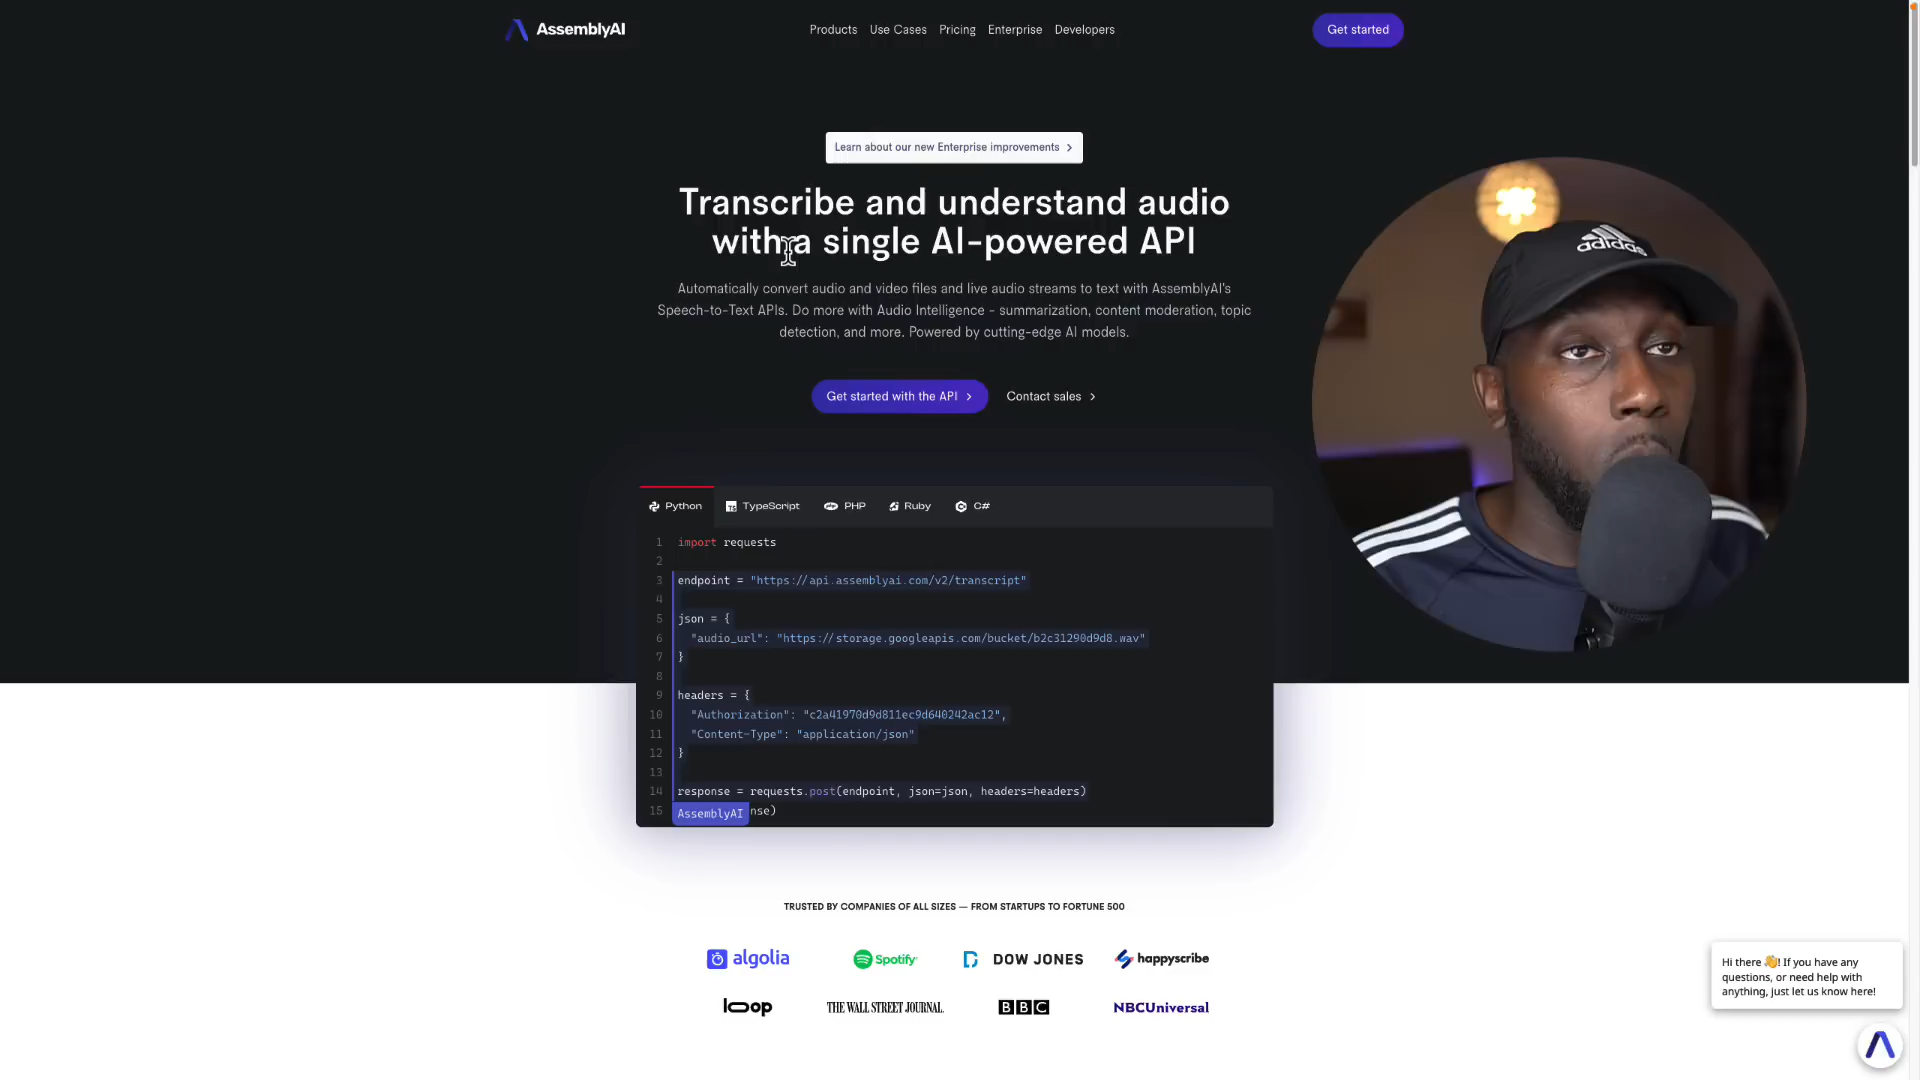 AssemblyAI
Products Use Cases Pricing Enterprise Developers
Get started
Learn about our new Enterprise improvements
Transcribe and understand audio
with a single AI-powered API
Automatically convert audio and video files and live audio streams to text with AssemblyAI's
Speech-to-Text APIs. Do more with Audio Intelligence - summarization, content moderation, topic
detection, and more. Powered by cutting-edge AI models.
Get started with the API
Contact sales
adidas
Python TypeScript PHP Ruby C#
1 import requests
2
3 endpoint = "https://api.assemblyai.com/v2/transcript"
4
5 json = {
6 "audio_url": "https://storage.googleapis.com/bucket/b2c31290d9d8.wav"
7 }
8
9 headers = {
10 "Authorization": "c2a41970d9d811ec9d640242ac12",
11 "Content-Type": "application/json"
12 }
13
14 response = requests.post(endpoint, json=json, headers=headers)
15 AssemblyAI nse)
TRUSTED BY COMPANIES OF ALL SIZES — FROM STARTUPS TO FORTUNE 500
algolia Spotify DOW JONES happyscribe
loop THE WALL STREET JOURNAL. BBC NBCUniversal
Hi there 👋! If you have any
questions, or need help with
anything, just let us know here!